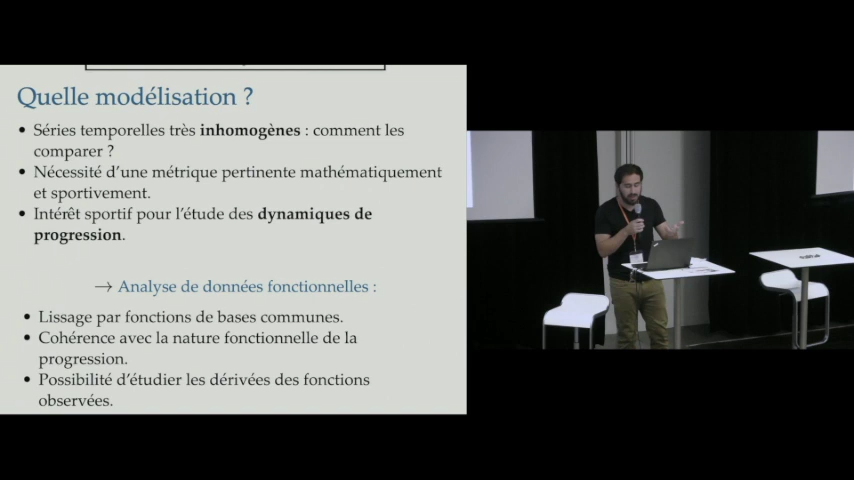 Quelle modélisation ?
• Séries temporelles très inhomogènes : comment les
comparer ?
• Nécessité d'une métrique pertinente mathématiquement
et sportivement.
• Intérêt sportif pour l'étude des dynamiques de
progression.
→ Analyse de données fonctionnelles :
• Lissage par fonctions de bases communes.
• Cohérence avec la nature fonctionnelle de la
progression.
• Possibilité d'étudier les dérivées des fonctions
observées.